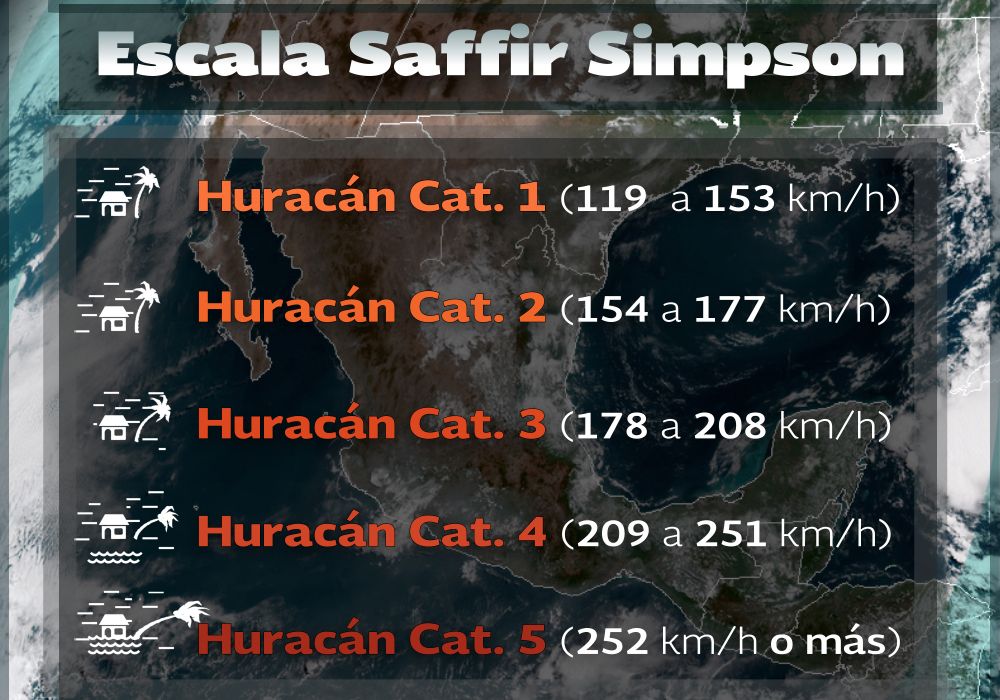 Escala Saffir Simpson
Huracán Cat. 1 (119 a 153 km/h)
Huracán Cat. 2 (154 a 177 km/h)
Huracán Cat. 3 (178 a 208 km/h)
Huracán Cat. 4 (209 a 251 km/h)
Huracán Cat. 5 (252 km/h o más)